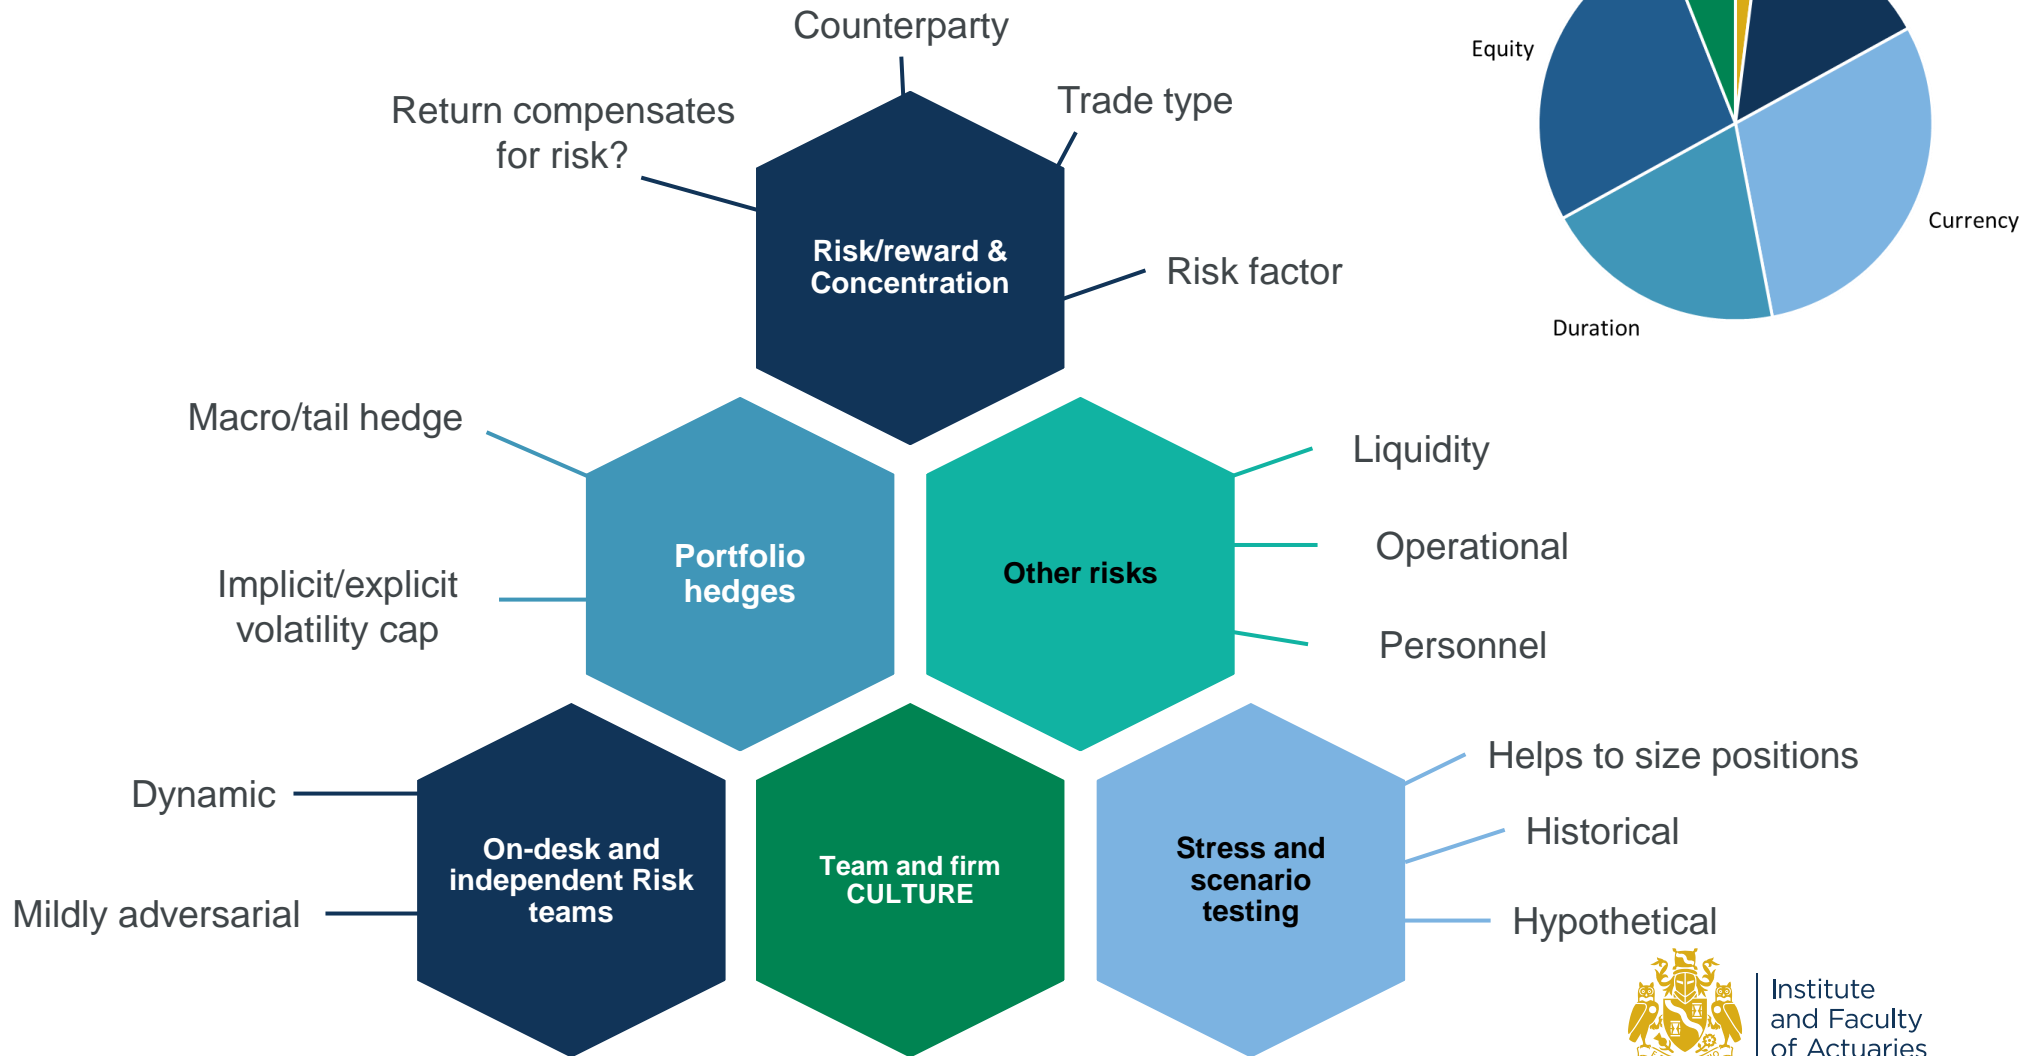 Counterparty
Return compensates
for risk?
Trade type
Risk/reward &
Concentration
Risk factor
Equity
Currency
Duration
Macro/tail hedge
Implicit/explicit
volatility cap
Portfolio
hedges
Other risks
Liquidity
Operational
Personnel
Dynamic
Mildly adversarial
On-desk and
independent Risk
teams
Team and firm
CULTURE
Stress and
scenario
testing
Helps to size positions
Historical
Hypothetical
Institute
and Faculty
of Actuaries